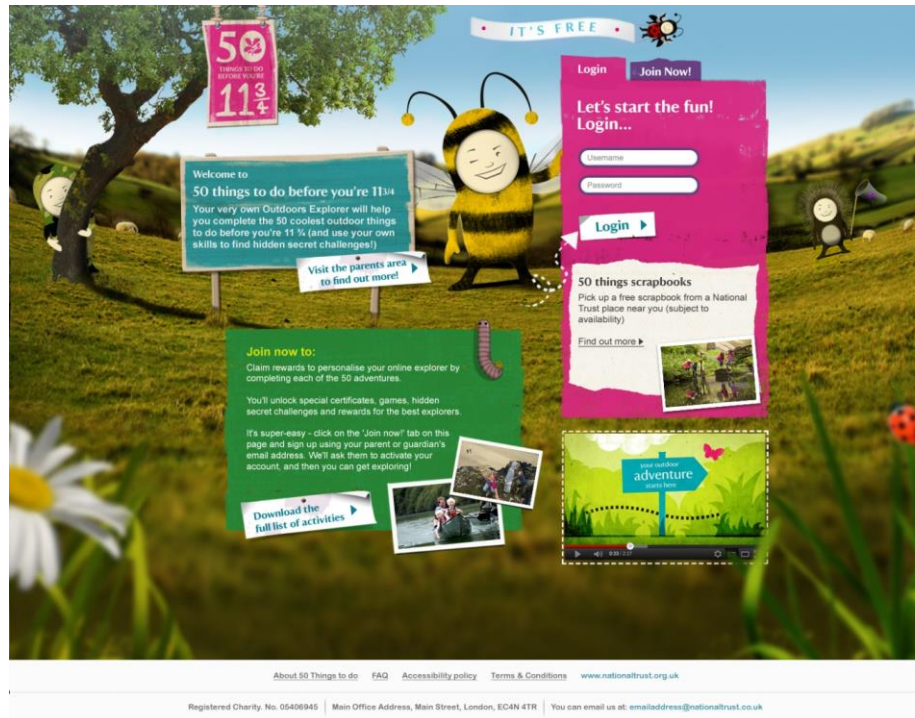 IT'S FREE
50
THINGS TO DO
BEFORE YOU'RE
11 3/4
Login
Join Now!
Let's start the fun!
Login...
Username
Password
Login
Welcome to
50 things to do before you're 113/4
Your very own Outdoors Explorer will help
you complete the 50 coolest outdoor things
to do before you're 11 ¾ (and use your own
skills to find hidden secret challenges!)
Visit the parents area
to find out more!
50 things scrapbooks
Pick up a free scrapbook from a National
Trust place near you (subject to
availability)
Find out more
Join now to:
Claim rewards to personalise your online explorer by
completing each of the 50 adventures.
You'll unlock special certificates, games, hidden
secret challenges and rewards for the best explorers.
It's super-easy - click on the 'Join now!' tab on this
page and sign up using your parent or guardian's
email address. We'll ask them to activate your
account, and then you can get exploring!
Download the
full list of activities
your outdoor
adventure
starts here
About 50 Things to do FAQ Accessibility policy Terms & Conditions www.nationaltrust.org.uk
Registered Charity. No. 05406945 Main Office Address, Main Street, London, EC4N 4TR You can email us at: emailaddress@nationaltrust.co.uk